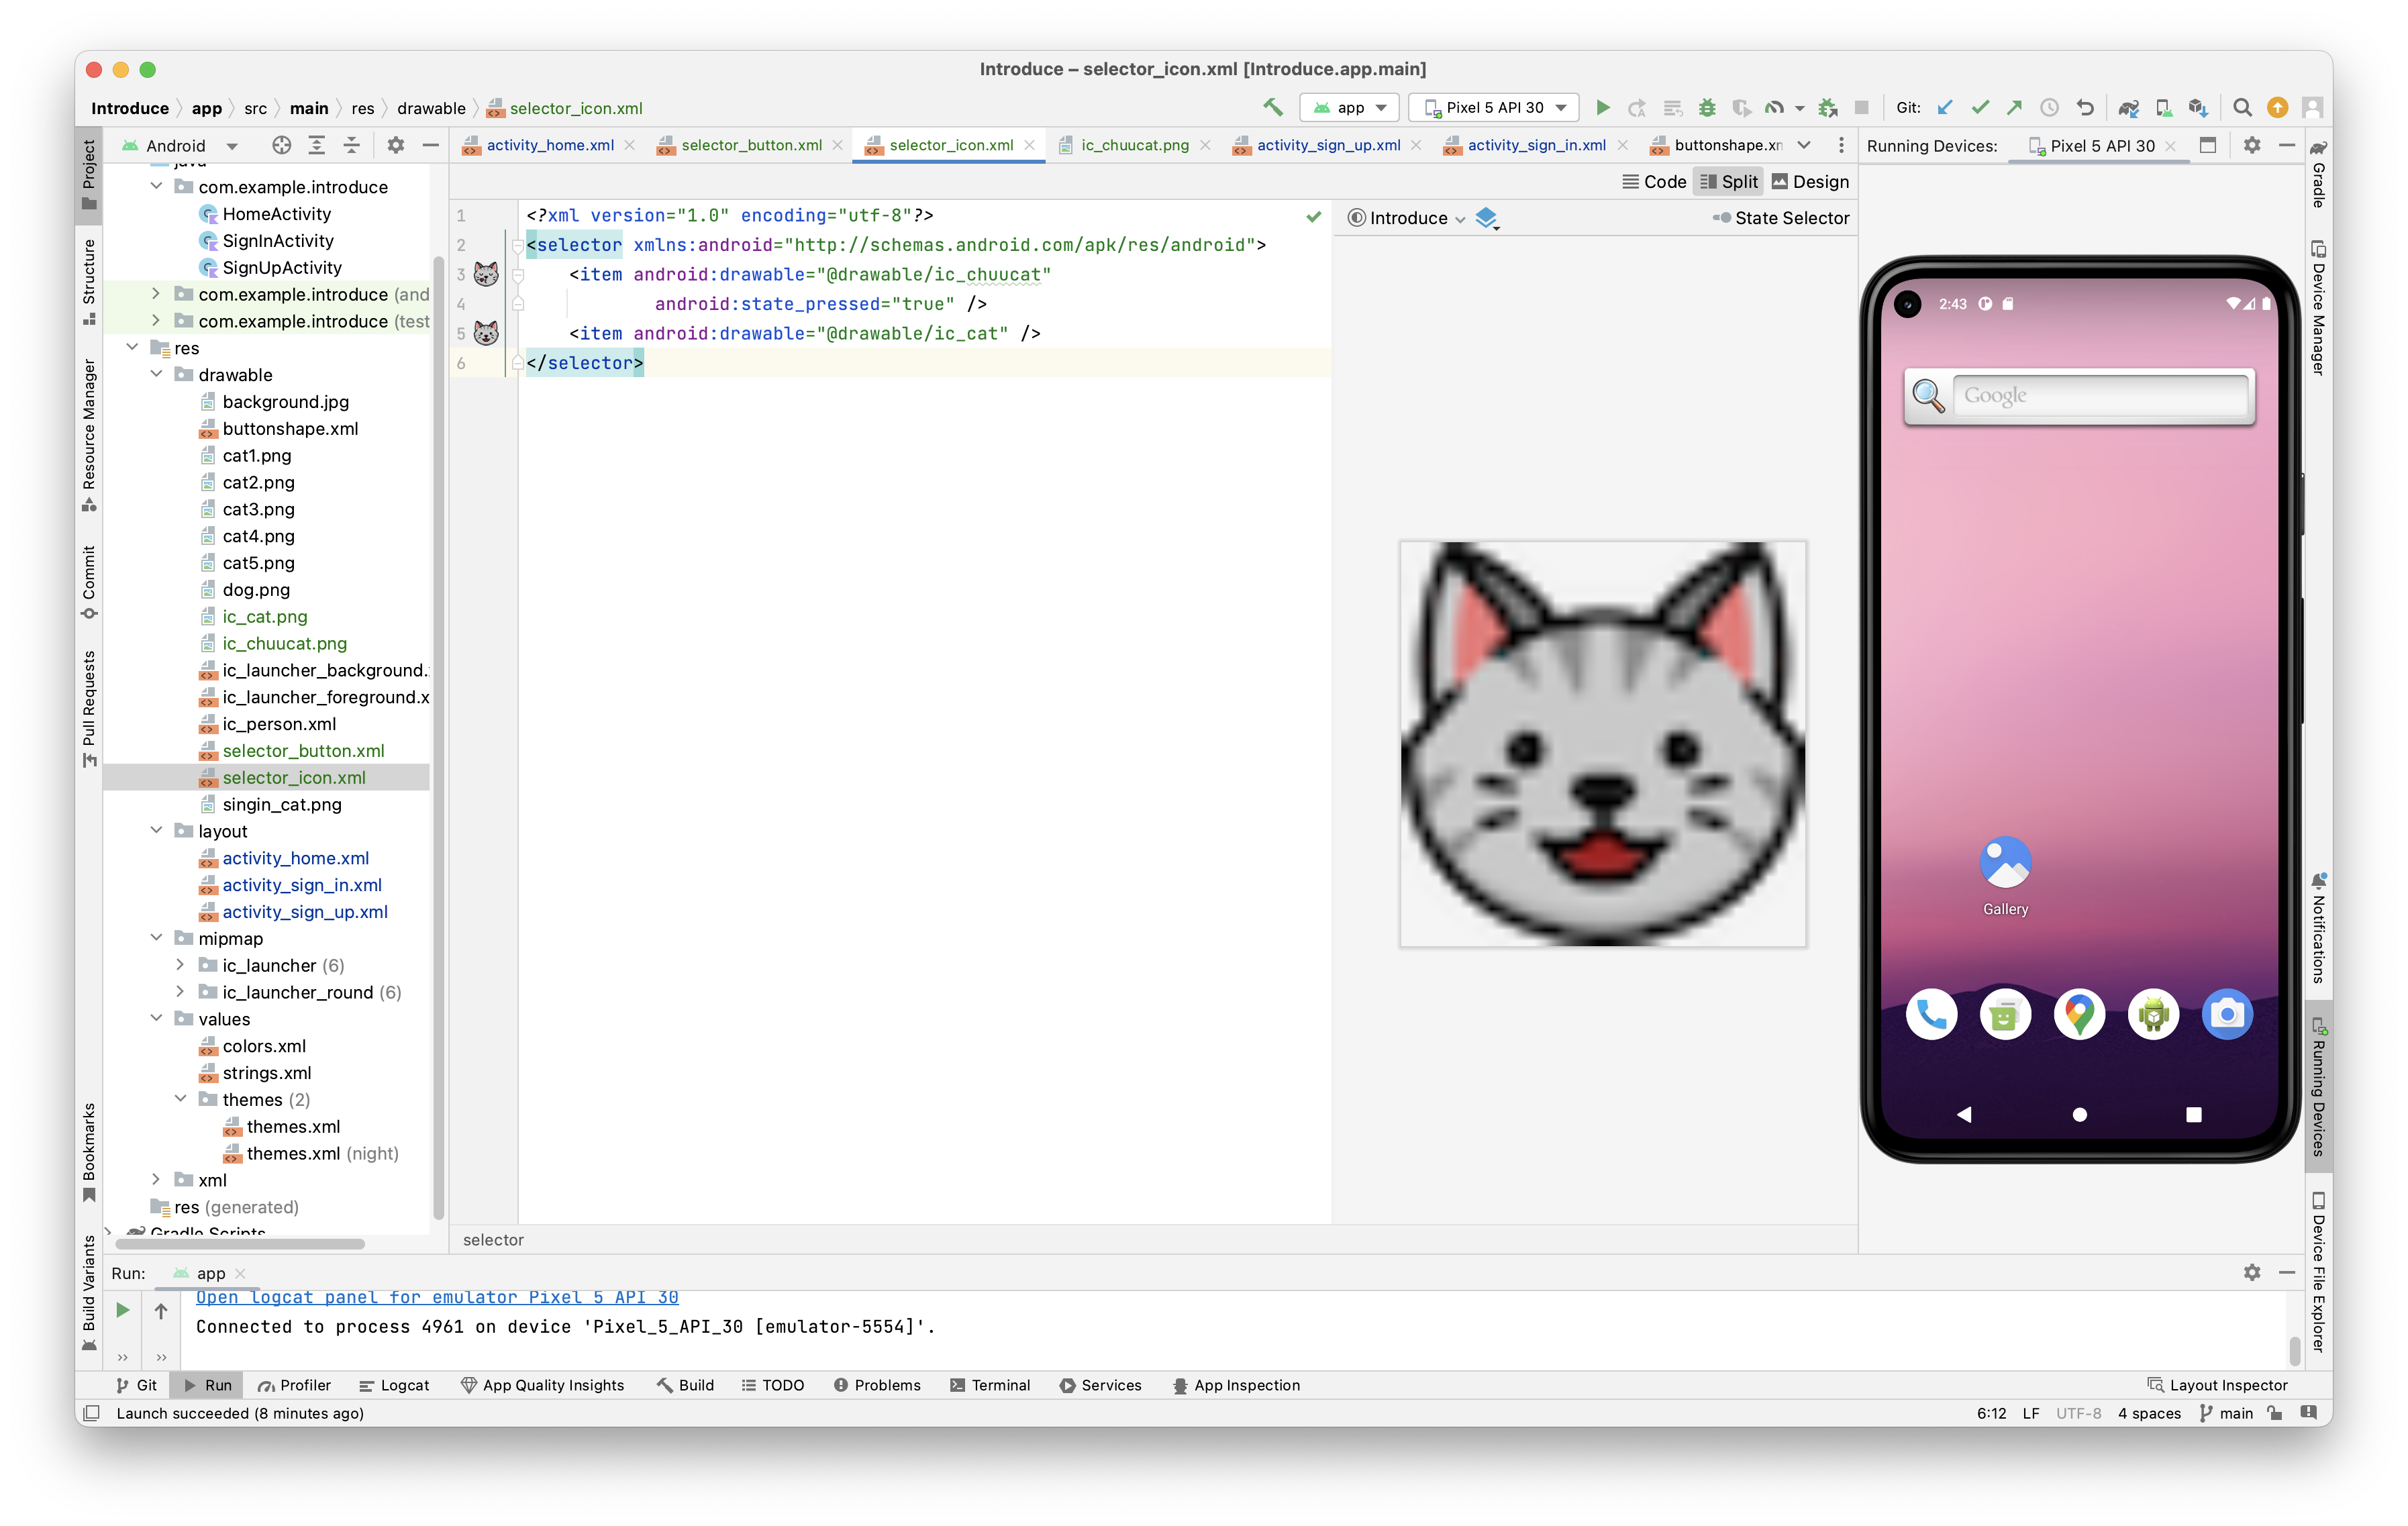 Introduce – selector_icon.xml [Introduce.app.main]
Introduce app src main res drawable selector_icon.xml
app Pixel 5 API 30 Git:
Android
activity_home.xml selector_button.xml selector_icon.xml ic_chuucat.png activity_sign_up.xml activity_sign_in.xml buttonshape.xm
Running Devices: Pixel 5 API 30
Code Split Design
Introduce State Selector
Project
Structure
Resource Manager
Commit
Pull Requests
Bookmarks
Build Variants
java
com.example.introduce
HomeActivity
SignInActivity
SignUpActivity
com.example.introduce (and
com.example.introduce (test
res
drawable
background.jpg
buttonshape.xml
cat1.png
cat2.png
cat3.png
cat4.png
cat5.png
dog.png
ic_cat.png
ic_chuucat.png
ic_launcher_background.
ic_launcher_foreground.x
ic_person.xml
selector_button.xml
selector_icon.xml
singin_cat.png
layout
activity_home.xml
activity_sign_in.xml
activity_sign_up.xml
mipmap
ic_launcher (6)
ic_launcher_round (6)
values
colors.xml
strings.xml
themes (2)
themes.xml
themes.xml (night)
xml
res (generated)
Gradle Scripts
1 <?xml version="1.0" encoding="utf-8"?>
2 <selector xmlns:android="http://schemas.android.com/apk/res/android">
3 <item android:drawable="@drawable/ic_chuucat"
4 android:state_pressed="true" />
5 <item android:drawable="@drawable/ic_cat" />
6 </selector>
selector
2:43
Google
Gallery
Gradle
Device Manager
Notifications
Running Devices
Device File Explorer
Run: app
Open logcat panel for emulator Pixel 5 API 30
Connected to process 4961 on device 'Pixel_5_API_30 [emulator-5554]'.
Git Run Profiler Logcat App Quality Insights Build TODO Problems Terminal Services App Inspection Layout Inspector
Launch succeeded (8 minutes ago) 6:12 LF UTF-8 4 spaces main